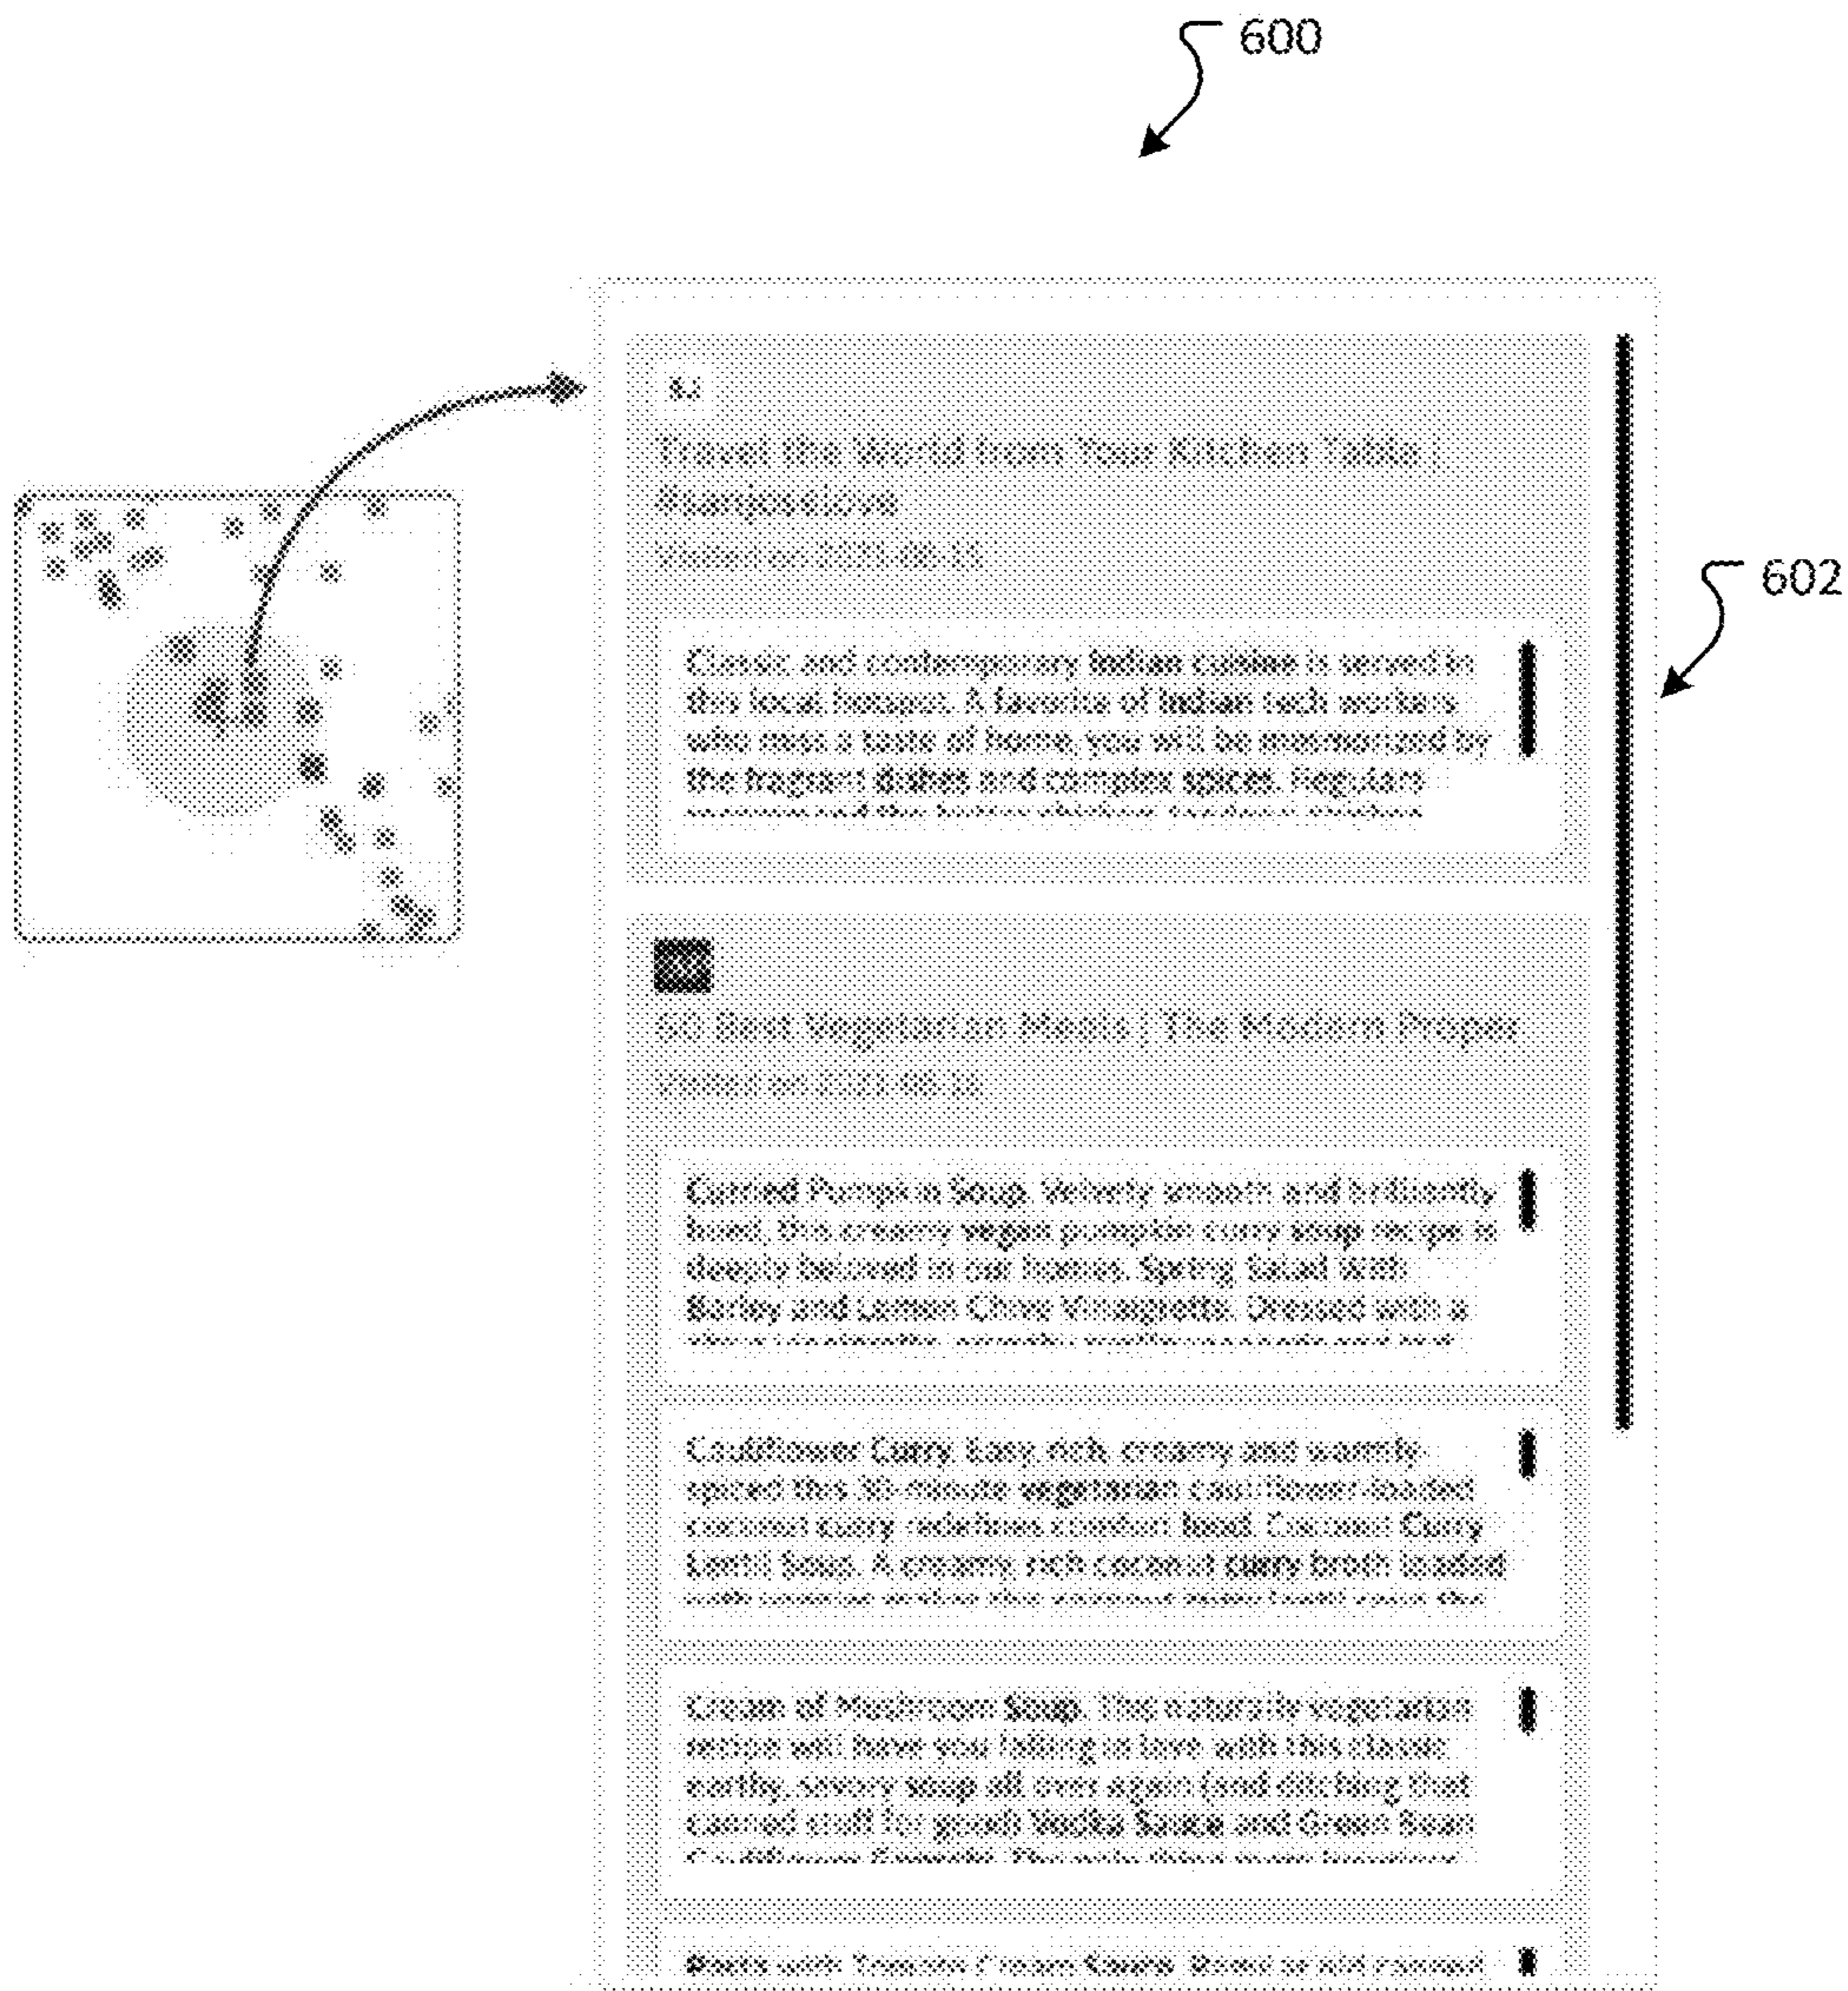 600
Travel the World from Your Kitchen Table |
602
Classic and contemporary Indian cuisine is served in
this local hotspot. A favorite of Indian tech workers
who miss a taste of home, you will be mesmerized by
the fragrant dishes and complex spices. Regulars
60 Best Vegetarian Meals | The Modern Proper
Curried Pumpkin Soup. Velvety smooth and brilliantly
hued, this creamy vegan pumpkin curry soup recipe is
deeply beloved in our homes. Spring Salad With
Barley and Lemon Chive Vinaigrette. Dressed with a
Cauliflower Curry. Easy, rich, creamy and warmly
spiced this 30-minute vegetarian cauliflower-loaded
coconut curry redefines comfort food. Coconut Curry
Lentil Soup. A creamy, rich coconut curry broth loaded
Cream of Mushroom Soup. This naturally vegetarian
recipe will have you falling in love with this classic
earthy, savory soup all over again (and ditching that
canned stuff for good). Vodka Sauce and Green Bean
Pasta with Tomato Cream Sauce.